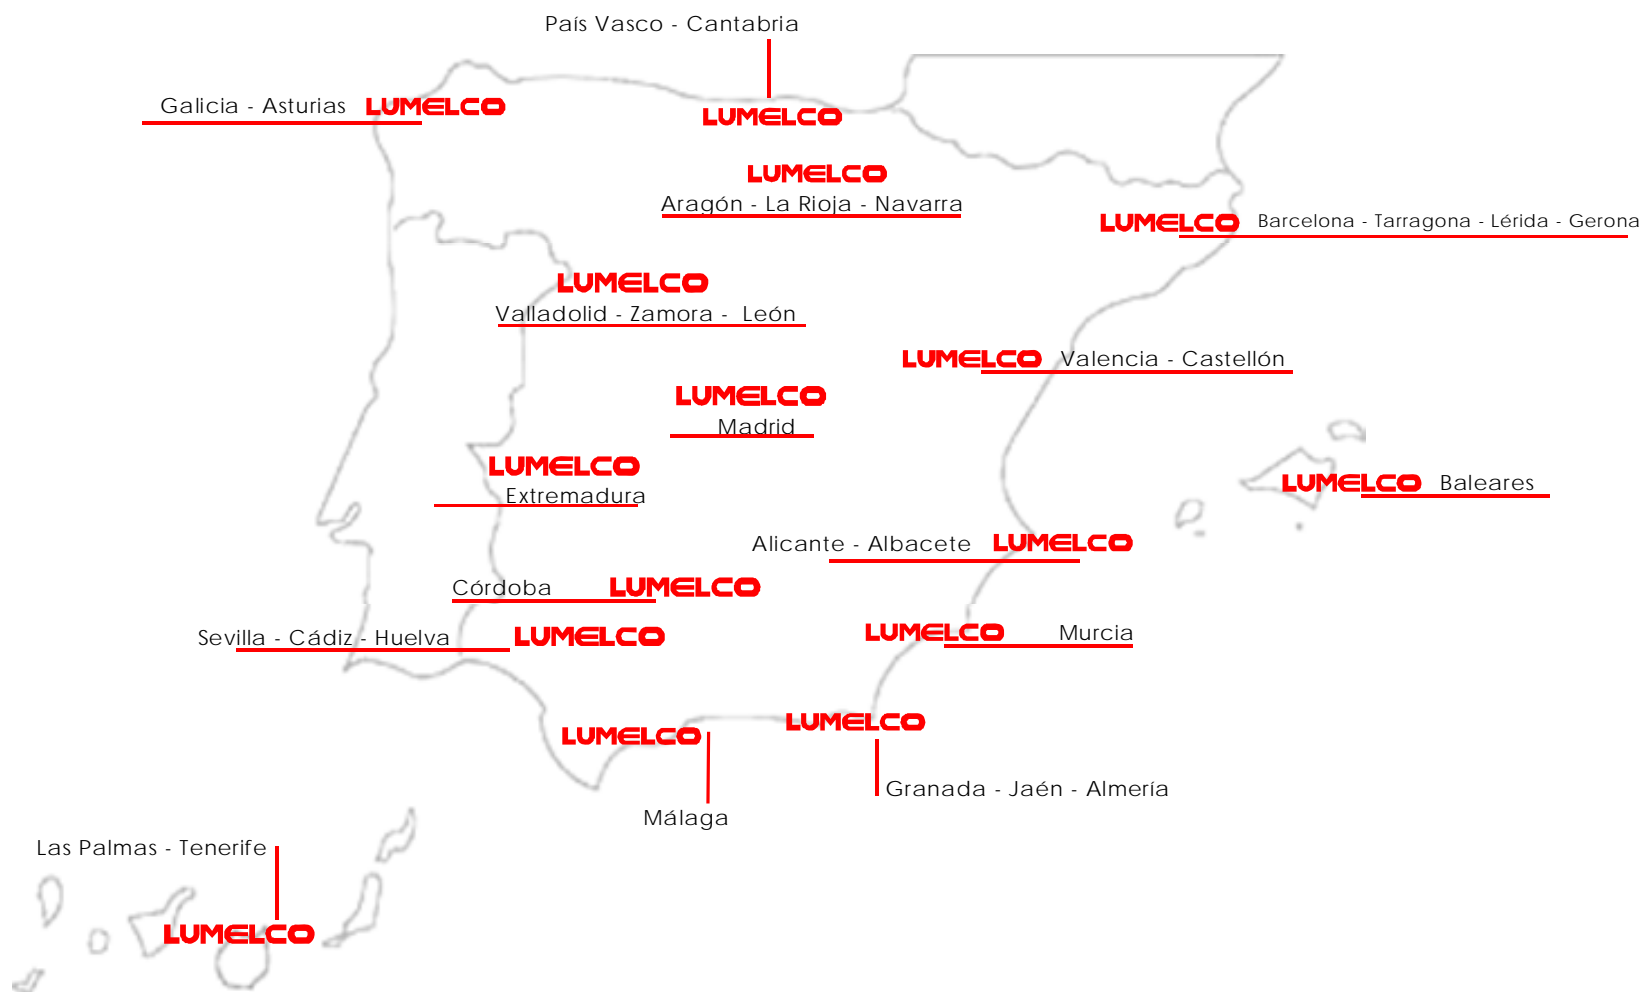 País Vasco - Cantabria
Galicia - Asturias LUMELCO
LUMELCO
LUMELCO
Aragón - La Rioja - Navarra
LUMELCO Barcelona - Tarragona - Lérida - Gerona
LUMELCO
Valladolid - Zamora - León
LUMELCO Valencia - Castellón
LUMELCO
Madrid
LUMELCO
Extremadura
LUMELCO Baleares
Alicante - Albacete LUMELCO
Córdoba LUMELCO
Sevilla - Cádiz - Huelva LUMELCO
LUMELCO Murcia
LUMELCO
LUMELCO
Granada - Jaén - Almería
Málaga
Las Palmas - Tenerife
LUMELCO